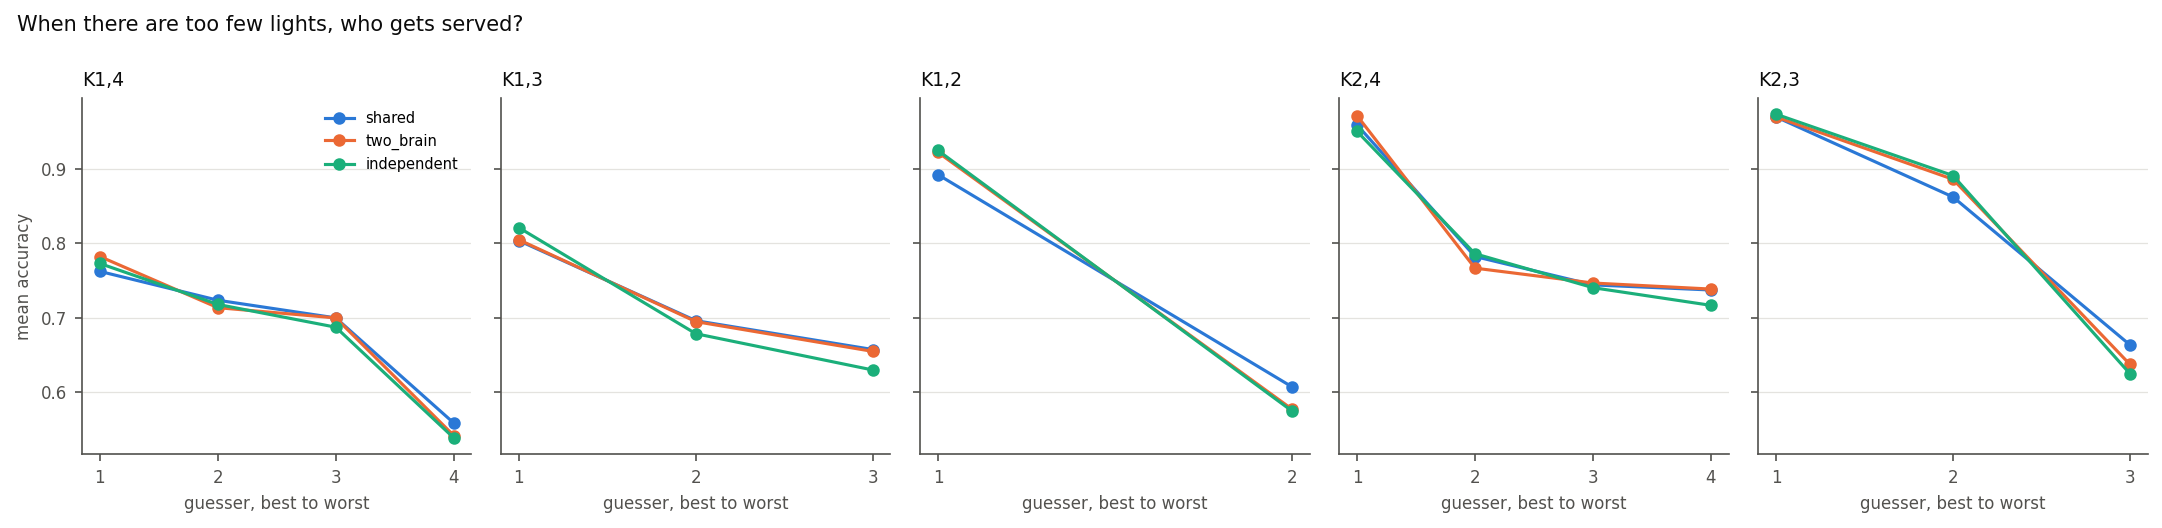 When there are too few lights, who gets served?
K1,4
K1,3
K1,2
K2,4
K2,3
shared
two_brain
independent
mean accuracy
0.9
0.8
0.7
0.6
1 2 3 4
1 2 3
1 2
1 2 3 4
1 2 3
guesser, best to worst
guesser, best to worst
guesser, best to worst
guesser, best to worst
guesser, best to worst